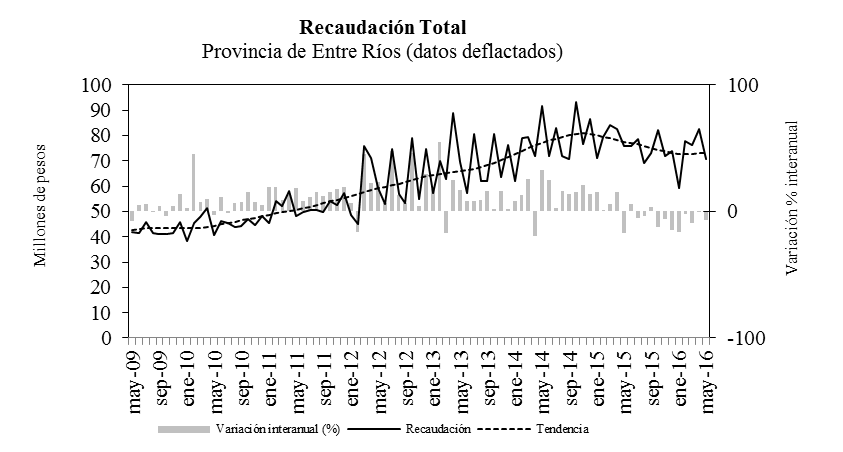 Recaudación Total
Provincia de Entre Ríos (datos deflactados)
Millones de pesos
100
90
80
70
60
50
40
30
20
10
0
100
0
-100
Variación % interanual
may-09
sep-09
ene-10
may-10
sep-10
ene-11
may-11
sep-11
ene-12
may-12
sep-12
ene-13
may-13
sep-13
ene-14
may-14
sep-14
ene-15
may-15
sep-15
ene-16
may-16
Variación interanual (%) Recaudación Tendencia